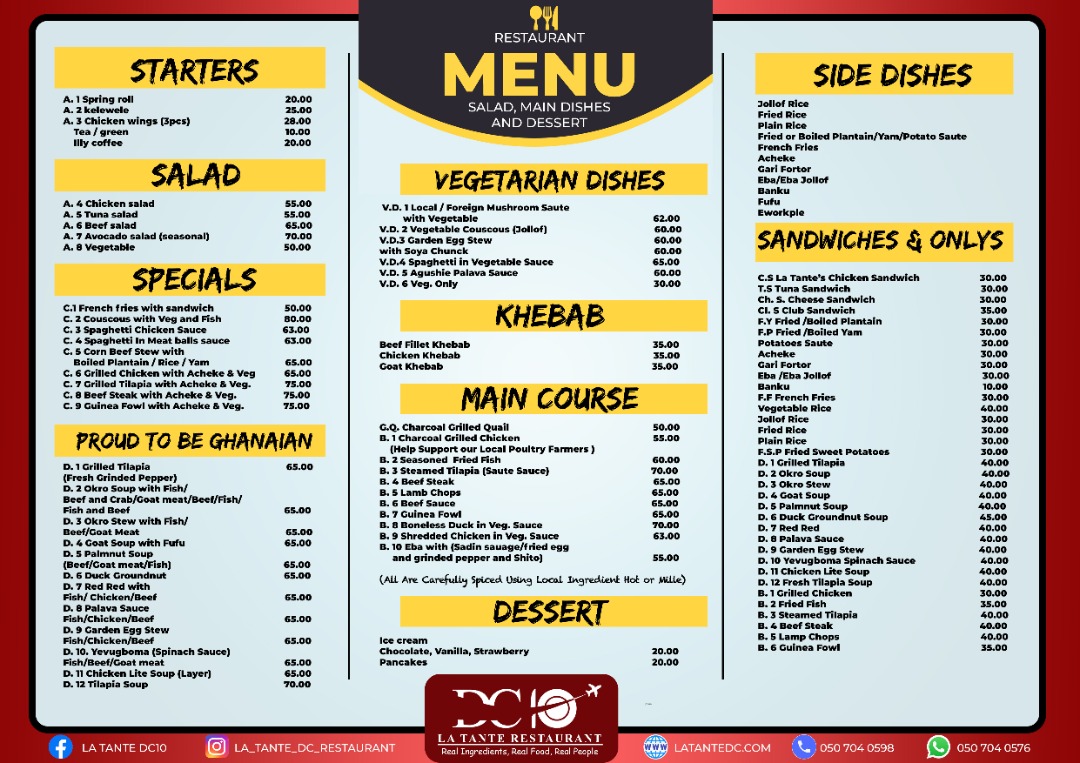 STARTERS
A. 1 Spring roll 20.00
A. 2 kelewele 25.00
A. 3 Chicken wings (3pcs) 28.00
Tea / green 10.00
Illy coffee 20.00
SALAD
A. 4 Chicken salad 55.00
A. 5 Tuna salad 55.00
A. 6 Beef salad 65.00
A. 7 Avocado salad (seasonal) 70.00
A. 8 Vegetable 50.00
SPECIALS
C.1 French fries with sandwich 50.00
C. 2 Couscous with Veg and Fish 80.00
C. 3 Spaghetti Chicken Sauce 63.00
C. 4 Spaghetti In Meat balls sauce 63.00
C. 5 Corn Beef Stew with
Boiled Plantain / Rice / Yam 65.00
C. 6 Grilled Chicken with Acheke & Veg 65.00
C. 7 Grilled Tilapia with Acheke & Veg. 75.00
C. 8 Beef Steak with Acheke & Veg. 75.00
C. 9 Guinea Fowl with Acheke & Veg. 75.00
PROUD TO BE GHANAIAN
D. 1 Grilled Tilapia 65.00
(Fresh Grinded Pepper)
D. 2 Okro Soup with Fish/
Beef and Crab/Goat meat/Beef/Fish/
Fish and Beef 65.00
D. 3 Okro Stew with Fish/
Beef/Goat Meat 65.00
D. 4 Goat Soup with Fufu 65.00
D. 5 Palmnut Soup
(Beef/Goat meat/Fish) 65.00
D. 6 Duck Groundnut 65.00
D. 7 Red Red with
Fish/ Chicken/Beef 65.00
D. 8 Palava Sauce
Fish/Chicken/Beef 65.00
D. 9 Garden Egg Stew
Fish/Chicken/Beef 65.00
D. 10. Yevugboma (Spinach Sauce)
Fish/Beef/Goat meat 65.00
D. 11 Chicken Lite Soup (Layer) 65.00
D. 12 Tilapia Soup 70.00
RESTAURANT
MENU
SALAD, MAIN DISHES
AND DESSERT
VEGETARIAN DISHES
V.D. 1 Local / Foreign Mushroom Saute
with Vegetable 62.00
V.D. 2 Vegetable Couscous (Jollof) 60.00
V.D.3 Garden Egg Stew 60.00
with Soya Chunck 60.00
V.D.4 Spaghetti in Vegetable Sauce 65.00
V.D. 5 Agushie Palava Sauce 60.00
V.D. 6 Veg. Only 30.00
KHEBAB
Beef Fillet Khebab 35.00
Chicken Khebab 35.00
Goat Khebab 35.00
MAIN COURSE
G.Q. Charcoal Grilled Quail 50.00
B. 1 Charcoal Grilled Chicken 55.00
(Help Support our Local Poultry Farmers )
B. 2 Seasoned Fried Fish 60.00
B. 3 Steamed Tilapia (Saute Sauce) 70.00
B. 4 Beef Steak 65.00
B. 5 Lamb Chops 65.00
B. 6 Beef Sauce 65.00
B. 7 Guinea Fowl 65.00
B. 8 Boneless Duck in Veg. Sauce 70.00
B. 9 Shredded Chicken in Veg. Sauce 63.00
B. 10 Eba with (Sadin sauage/fried egg
and grinded pepper and Shito) 55.00
(All Are Carefully Spiced Using Local Ingredient Hot or Mille)
DESSERT
Ice cream
Chocolate, Vanilla, Strawberry 20.00
Pancakes 20.00
SIDE DISHES
Jollof Rice
Fried Rice
Plain Rice
Fried or Boiled Plantain/Yam/Potato Saute
French Fries
Acheke
Gari Fortor
Eba/Eba Jollof
Banku
Fufu
Eworkple
SANDWICHES & ONLYS
C.S La Tante's Chicken Sandwich 30.00
T.S Tuna Sandwich 30.00
Ch. S. Cheese Sandwich 30.00
Cl. S Club Sandwich 35.00
F.Y Fried /Boiled Plantain 30.00
F.P Fried /Boiled Yam 30.00
Potatoes Saute 30.00
Acheke 30.00
Gari Fortor 30.00
Eba /Eba Jollof 30.00
Banku 10.00
F.F French Fries 30.00
Vegetable Rice 40.00
Jollof Rice 30.00
Fried Rice 30.00
Plain Rice 30.00
F.S.P Fried Sweet Potatoes 30.00
D. 1 Grilled Tilapia 40.00
D. 2 Okro Soup 40.00
D. 3 Okro Stew 40.00
D. 4 Goat Soup 40.00
D. 5 Palmnut Soup 40.00
D. 6 Duck Groundnut Soup 45.00
D. 7 Red Red 40.00
D. 8 Palava Sauce 40.00
D. 9 Garden Egg Stew 40.00
D. 10 Yevugboma Spinach Sauce 40.00
D. 11 Chicken Lite Soup 40.00
D. 12 Fresh Tilapia Soup 40.00
B. 1 Grilled Chicken 30.00
B. 2 Fried Fish 35.00
B. 3 Steamed Tilapia 40.00
B. 4 Beef Steak 40.00
B. 5 Lamp Chops 40.00
B. 6 Guinea Fowl 35.00
DC10
LA TANTE RESTAURANT
Real Ingredients, Real Food, Real People
LA TANTE DC10
LA_TANTE_DC_RESTAURANT
LATANTEDC.COM
050 704 0598
050 704 0576